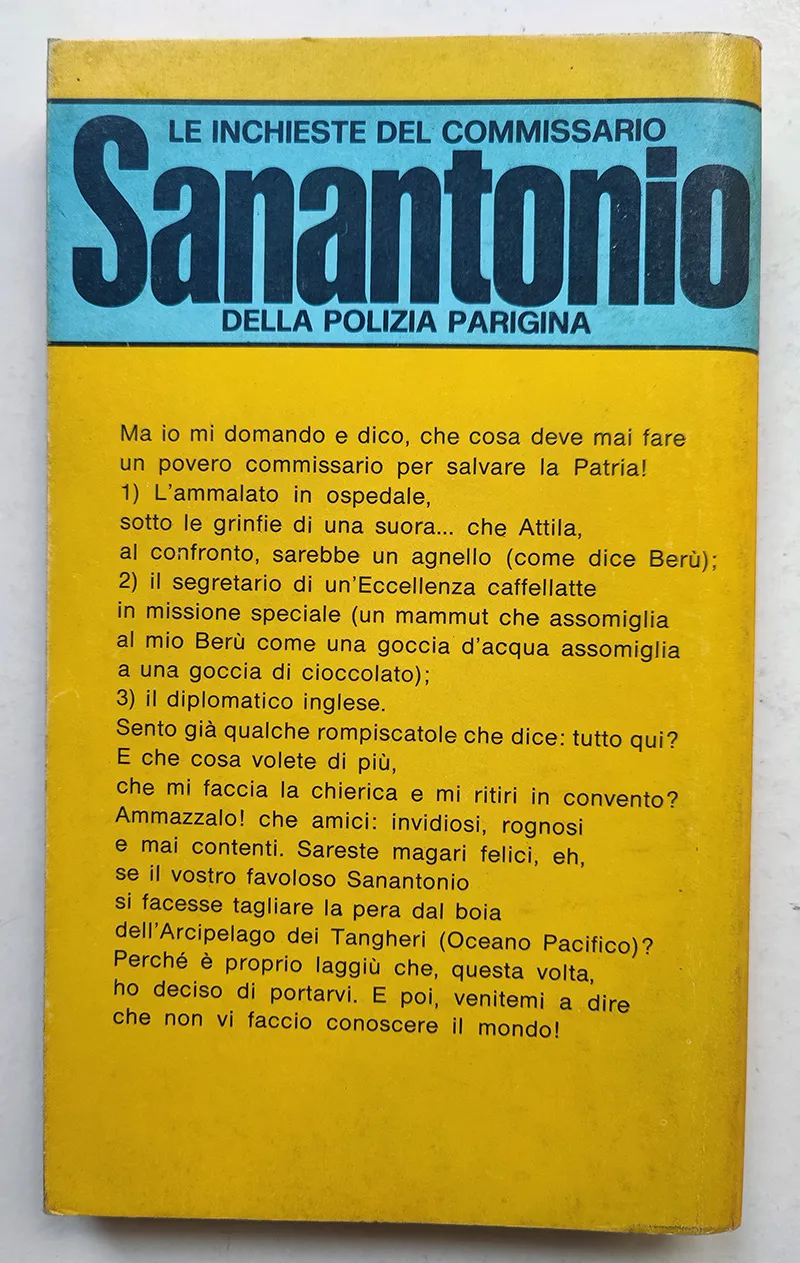 LE INCHIESTE DEL COMMISSARIO
Sanantonio
DELLA POLIZIA PARIGINA
Ma io mi domando e dico, che cosa deve mai fare
un povero commissario per salvare la Patria!
1) L'ammalato in ospedale,
sotto le grinfie di una suora... che Attila,
al confronto, sarebbe un agnello (come dice Berù);
2) il segretario di un'Eccellenza caffellatte
in missione speciale (un mammut che assomiglia
al mio Berù come una goccia d'acqua assomiglia
a una goccia di cioccolato);
3) il diplomatico inglese.
Sento già qualche rompiscatole che dice: tutto qui?
E che cosa volete di più,
che mi faccia la chierica e mi ritiri in convento?
Ammazzalo! che amici: invidiosi, rognosi
e mai contenti. Sareste magari felici, eh,
se il vostro favoloso Sanantonio
si facesse tagliare la pera dal boia
dell'Arcipelago dei Tangheri (Oceano Pacifico)?
Perché è proprio laggiù che, questa volta,
ho deciso di portarvi. E poi, venitemi a dire
che non vi faccio conoscere il mondo!